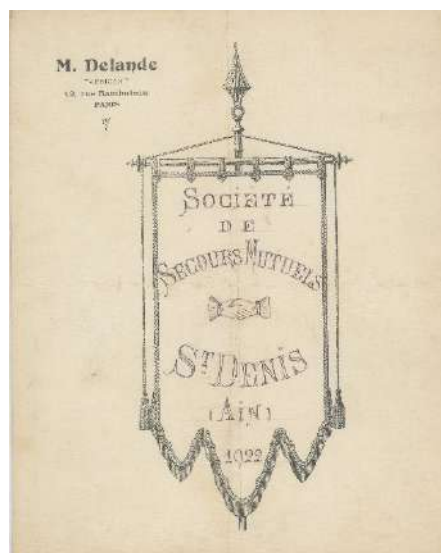 M. Delande
PARIS
SOCIÉTÉ
DE
SECOURS MUTUELS
ST DENIS
(AIN)
1922